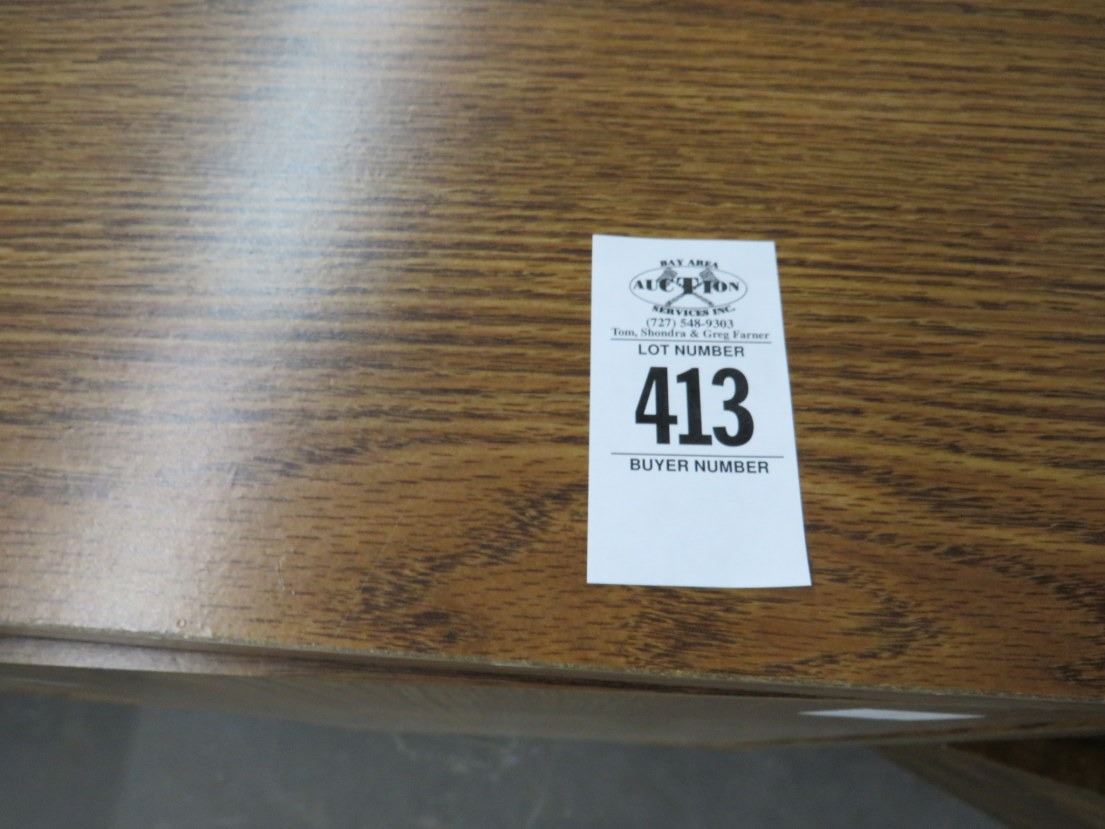 BAY AREA
AUCTION
SERVICES INC.
(727) 548-9303
Tom, Shondra & Greg Farner
LOT NUMBER
413
BUYER NUMBER